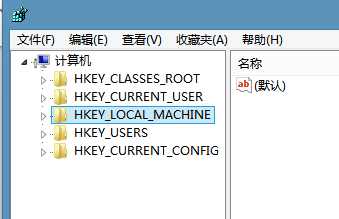 文件(F) 编辑(E) 查看(V) 收藏夹(A) 帮助(H)
计算机
HKEY_CLASSES_ROOT
HKEY_CURRENT_USER
HKEY_LOCAL_MACHINE
HKEY_USERS
HKEY_CURRENT_CONFIG
名称
ab (默认)